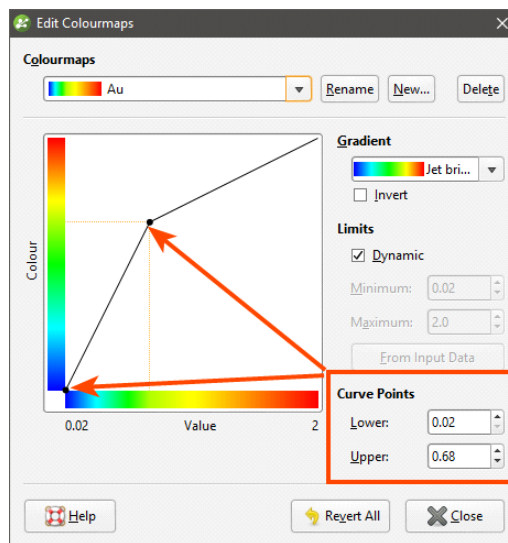 Edit Colourmaps
Colourmaps
Au
Rename
New...
Delete
Gradient
Jet bri...
Invert
Limits
Dynamic
Minimum: 0.02
Maximum: 2.0
From Input Data
Curve Points
Lower: 0.02
Upper: 0.68
Colour
0.02 Value 2
Help
Revert All
Close